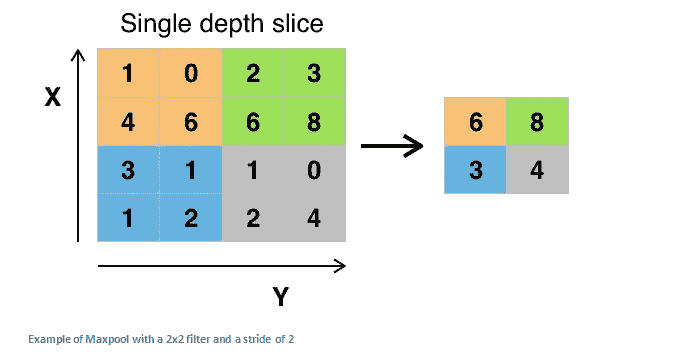 Single depth slice
X
1 0 2 3
4 6 6 8
3 1 1 0
1 2 2 4
6 8
3 4
Y
Example of Maxpool with a 2x2 filter and a stride of 2